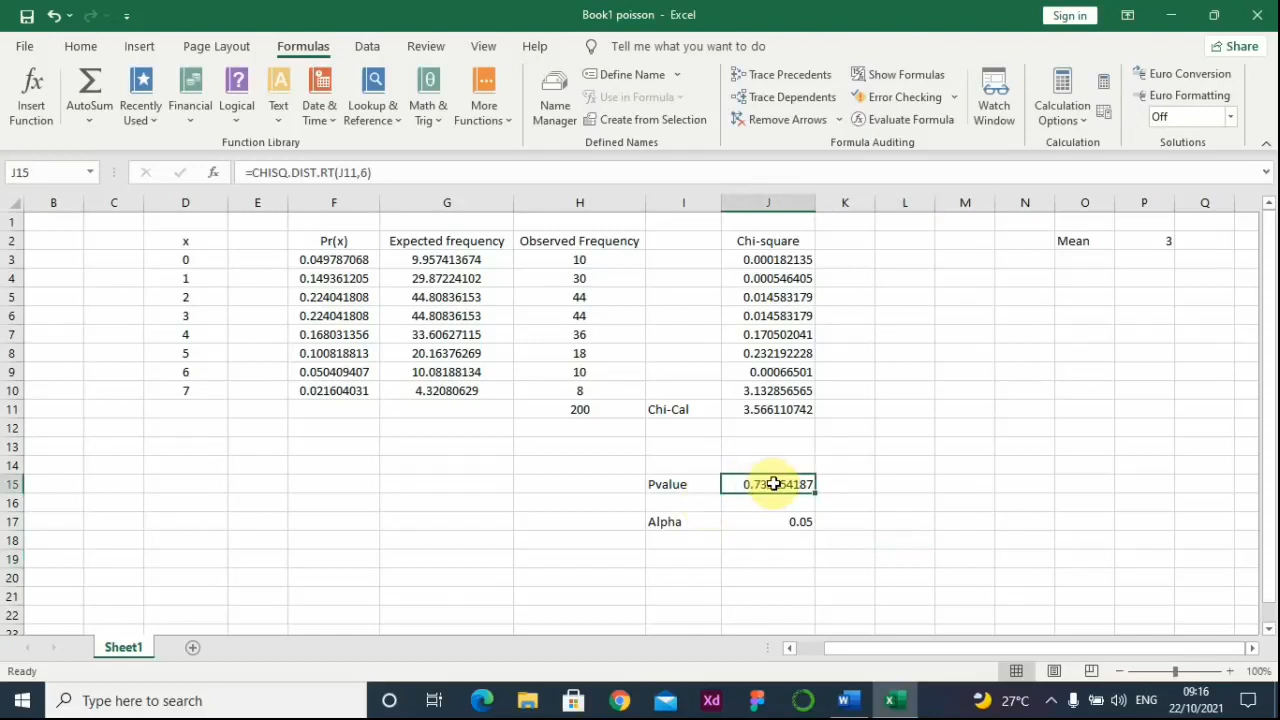 Book1 poisson - Excel
Sign in
File Home Insert Page Layout Formulas Data Review View Help Tell me what you want to do Share
Insert Function
AutoSum
Recently Used
Financial
Logical
Text
Date & Time
Lookup & Reference
Math & Trig
More Functions
Function Library
Name Manager
Define Name
Use in Formula
Create from Selection
Defined Names
Trace Precedents
Trace Dependents
Remove Arrows
Show Formulas
Error Checking
Evaluate Formula
Formula Auditing
Watch Window
Calculation Options
Calculation
Euro Conversion
Euro Formatting
Off
Solutions
J15 fx =CHISQ.DIST.RT(J11,6)
B C D E F G H I J K L M N O P Q
1
2 x Pr(x) Expected frequency Observed Frequency Chi-square Mean 3
3 0 0.049787068 9.957413674 10 0.000182135
4 1 0.149361205 29.87224102 30 0.000546405
5 2 0.224041808 44.80836153 44 0.014583179
6 3 0.224041808 44.80836153 44 0.014583179
7 4 0.168031356 33.60627115 36 0.170502041
8 5 0.100818813 20.16376269 18 0.232192228
9 6 0.050409407 10.08188134 10 0.00066501
10 7 0.021604031 4.32080629 8 3.132856565
11 200 Chi-Cal 3.566110742
12
13
14
15 Pvalue
16
17 Alpha 0.05
18
19
20
21
22
23
Sheet1
Ready
100%
Type here to search
Xd
27°C
ENG
09:16
22/10/2021